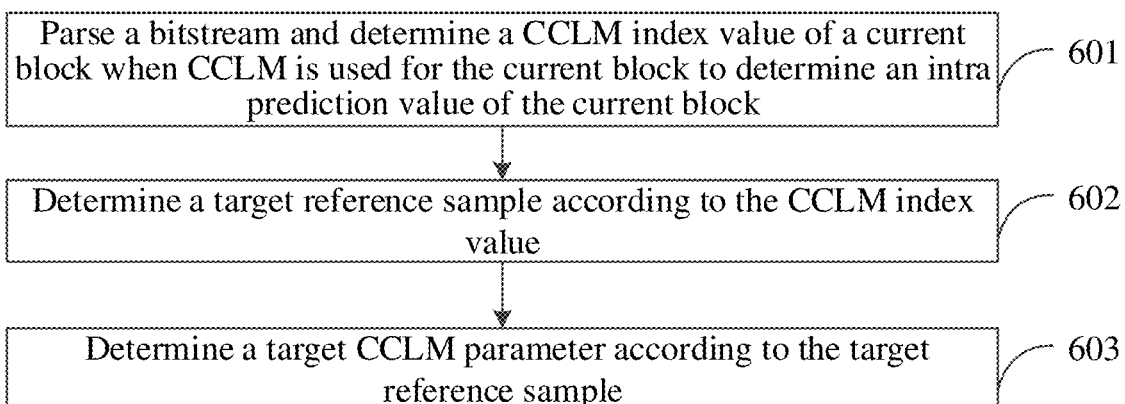 Parse a bitstream and determine a CCLM index value of a current
block when CCLM is used for the current block to determine an intra
prediction value of the current block
601
Determine a target reference sample according to the CCLM index
value
602
Determine a target CCLM parameter according to the target
reference sample
603